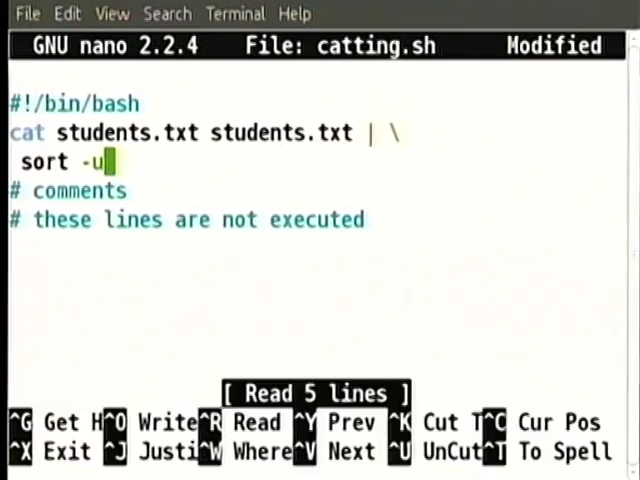 File Edit View Search Terminal Help
GNU nano 2.2.4 File: catting.sh Modified
#!/bin/bash
cat students.txt students.txt | \
sort -u
# comments
# these lines are not executed
[ Read 5 lines ]
^G Get H^O Write^R Read ^Y Prev ^K Cut T^C Cur Pos
^X Exit ^J Justi^W Where^V Next ^U UnCut^T To Spell